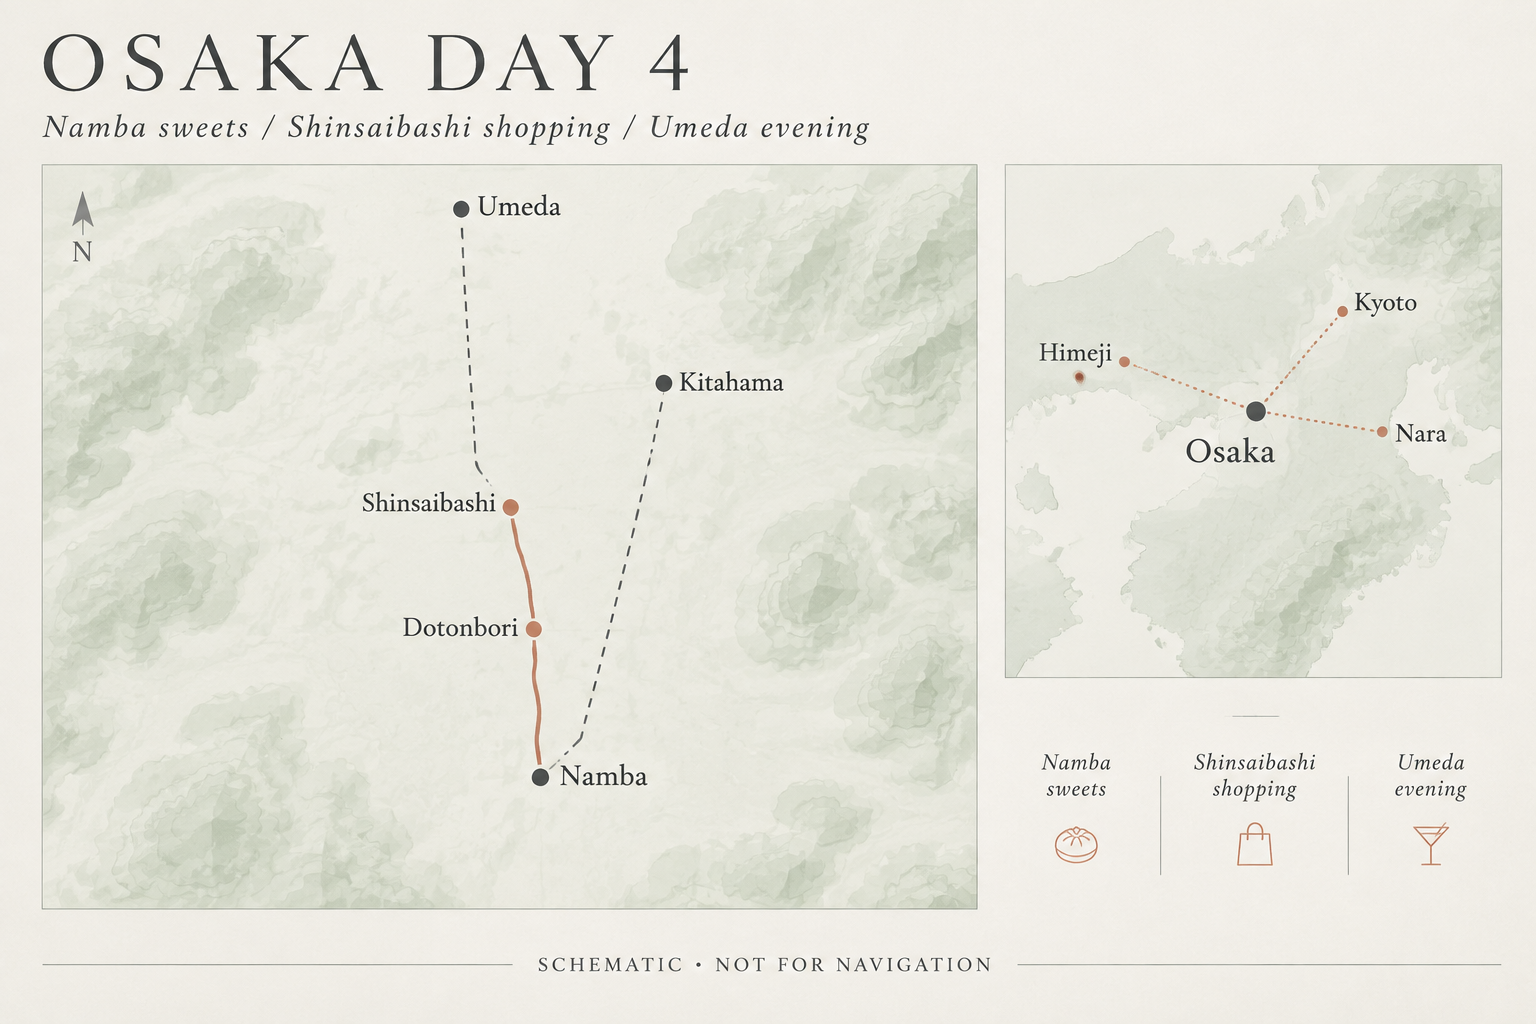 OSAKA DAY 4
Namba sweets / Shinsaibashi shopping / Umeda evening
N
Umeda
Kitahama
Shinsaibashi
Dotonbori
Namba
Kyoto
Himeji
Nara
Osaka
Namba
sweets
Shinsaibashi
shopping
Umeda
evening
SCHEMATIC • NOT FOR NAVIGATION